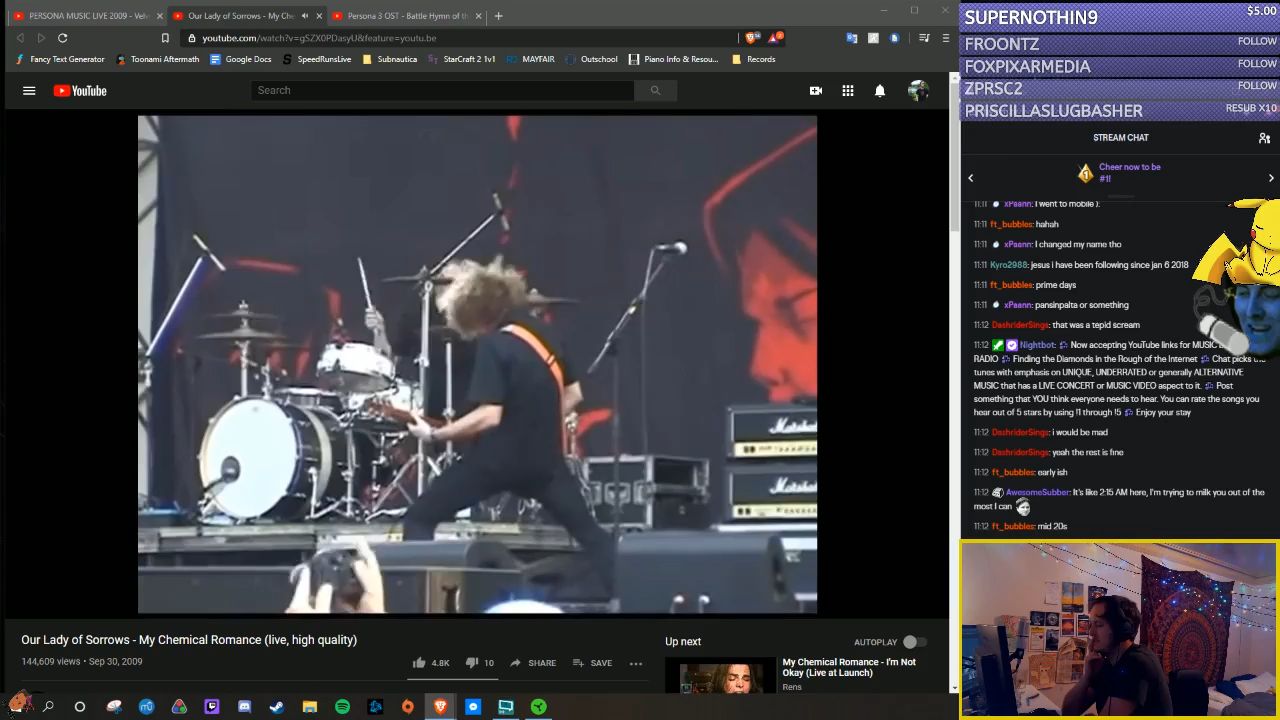 PERSONA MUSIC LIVE 2009 - Velv
Our Lady of Sorrows - My Che
Persona 3 OST - Battle Hymn of th
youtube.com/watch?v=gSZX0PDasyU&feature=youtu.be
Fancy Text Generator
Toonami Aftermath
Google Docs
SpeedRunsLive
Subnautica
StarCraft 2 1v1
MAYFAIR
Outschool
Piano Info & Resou...
Records
YouTube
Search
Marshall
Marshall
Our Lady of Sorrows - My Chemical Romance (live, high quality)
144,609 views • Sep 30, 2009
4.8K
10
SHARE
SAVE
Up next
AUTOPLAY
My Chemical Romance - I'm Not
Okay (Live at Launch)
Rens
SUPERNOTHIN9 $5.00
FROONTZ FOLLOW
FOXPIXARMEDIA FOLLOW
ZPRSC2 FOLLOW
PRISCILLASLUGBASHER RESUB X10
STREAM CHAT
Cheer now to be
#1!
11:11 xPaann: I went to mobile ):
11:11 ft_bubbles: hahah
11:11 xPaann: I changed my name tho
11:11 Kyro2988: jesus i have been following since jan 6 2018
11:11 ft_bubbles: prime days
11:11 xPaann: pansinpalta or something
11:12 DashriderSings: that was a tepid scream
11:12 Nightbot: Now accepting YouTube links for MUSIC
RADIO Finding the Diamonds in the Rough of the Internet Chat picks the
tunes with emphasis on UNIQUE, UNDERRATED or generally ALTERNATIVE
MUSIC that has a LIVE CONCERT or MUSIC VIDEO aspect to it. Post
something that YOU think everyone needs to hear. You can rate the songs you
hear out of 5 stars by using !1 through !5 Enjoy your stay
11:12 DashriderSings: i would be mad
11:12 DashriderSings: yeah the rest is fine
11:12 ft_bubbles: early ish
11:12 AwesomeSubber: It's like 2:15 AM here, I'm trying to milk you out of the
most I can
11:12 ft_bubbles: mid 20s